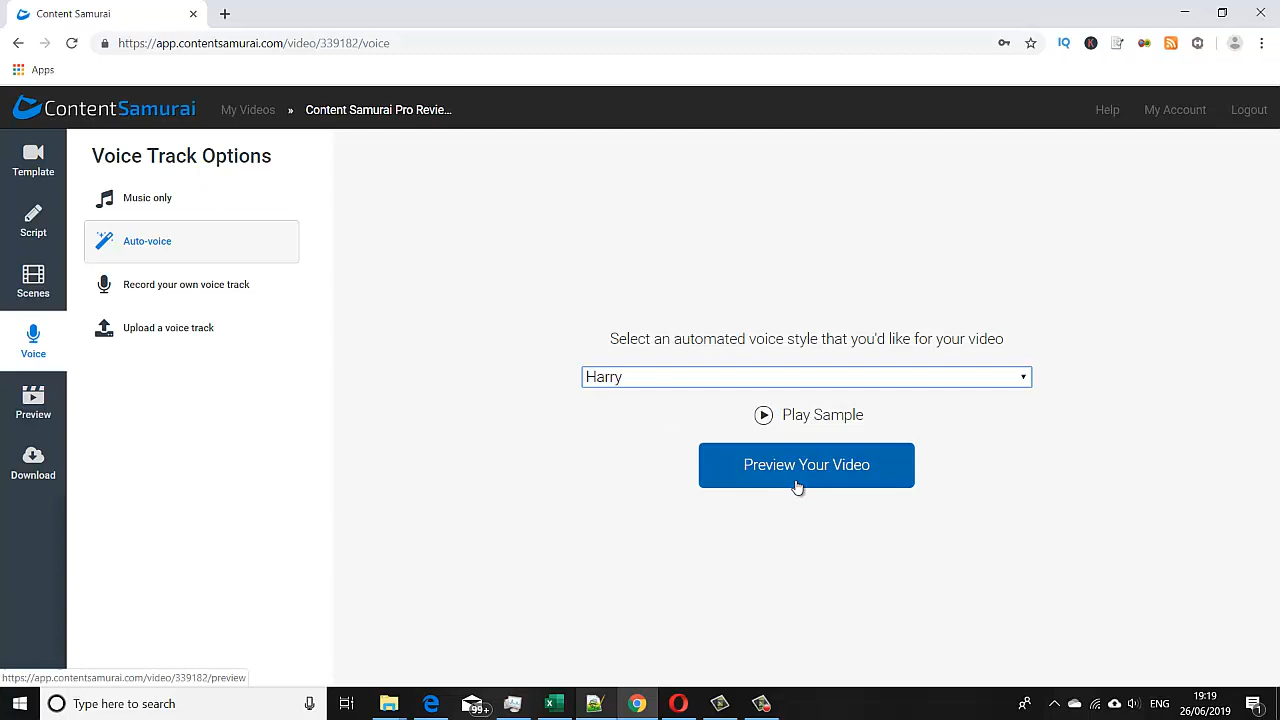 Content Samurai
https://app.contentsamurai.com/video/339182/voice
IQ
K
Apps
ContentSamurai
My Videos » Content Samurai Pro Revie...
Help
My Account
Logout
Template
Script
Scenes
Voice
Preview
Download
Voice Track Options
Music only
Auto-voice
Record your own voice track
Upload a voice track
Select an automated voice style that you'd like for your video
Harry
Play Sample
Preview Your Video
https://app.contentsamurai.com/video/339182/preview
Type here to search
99+
ENG
19:19
26/06/2019
1